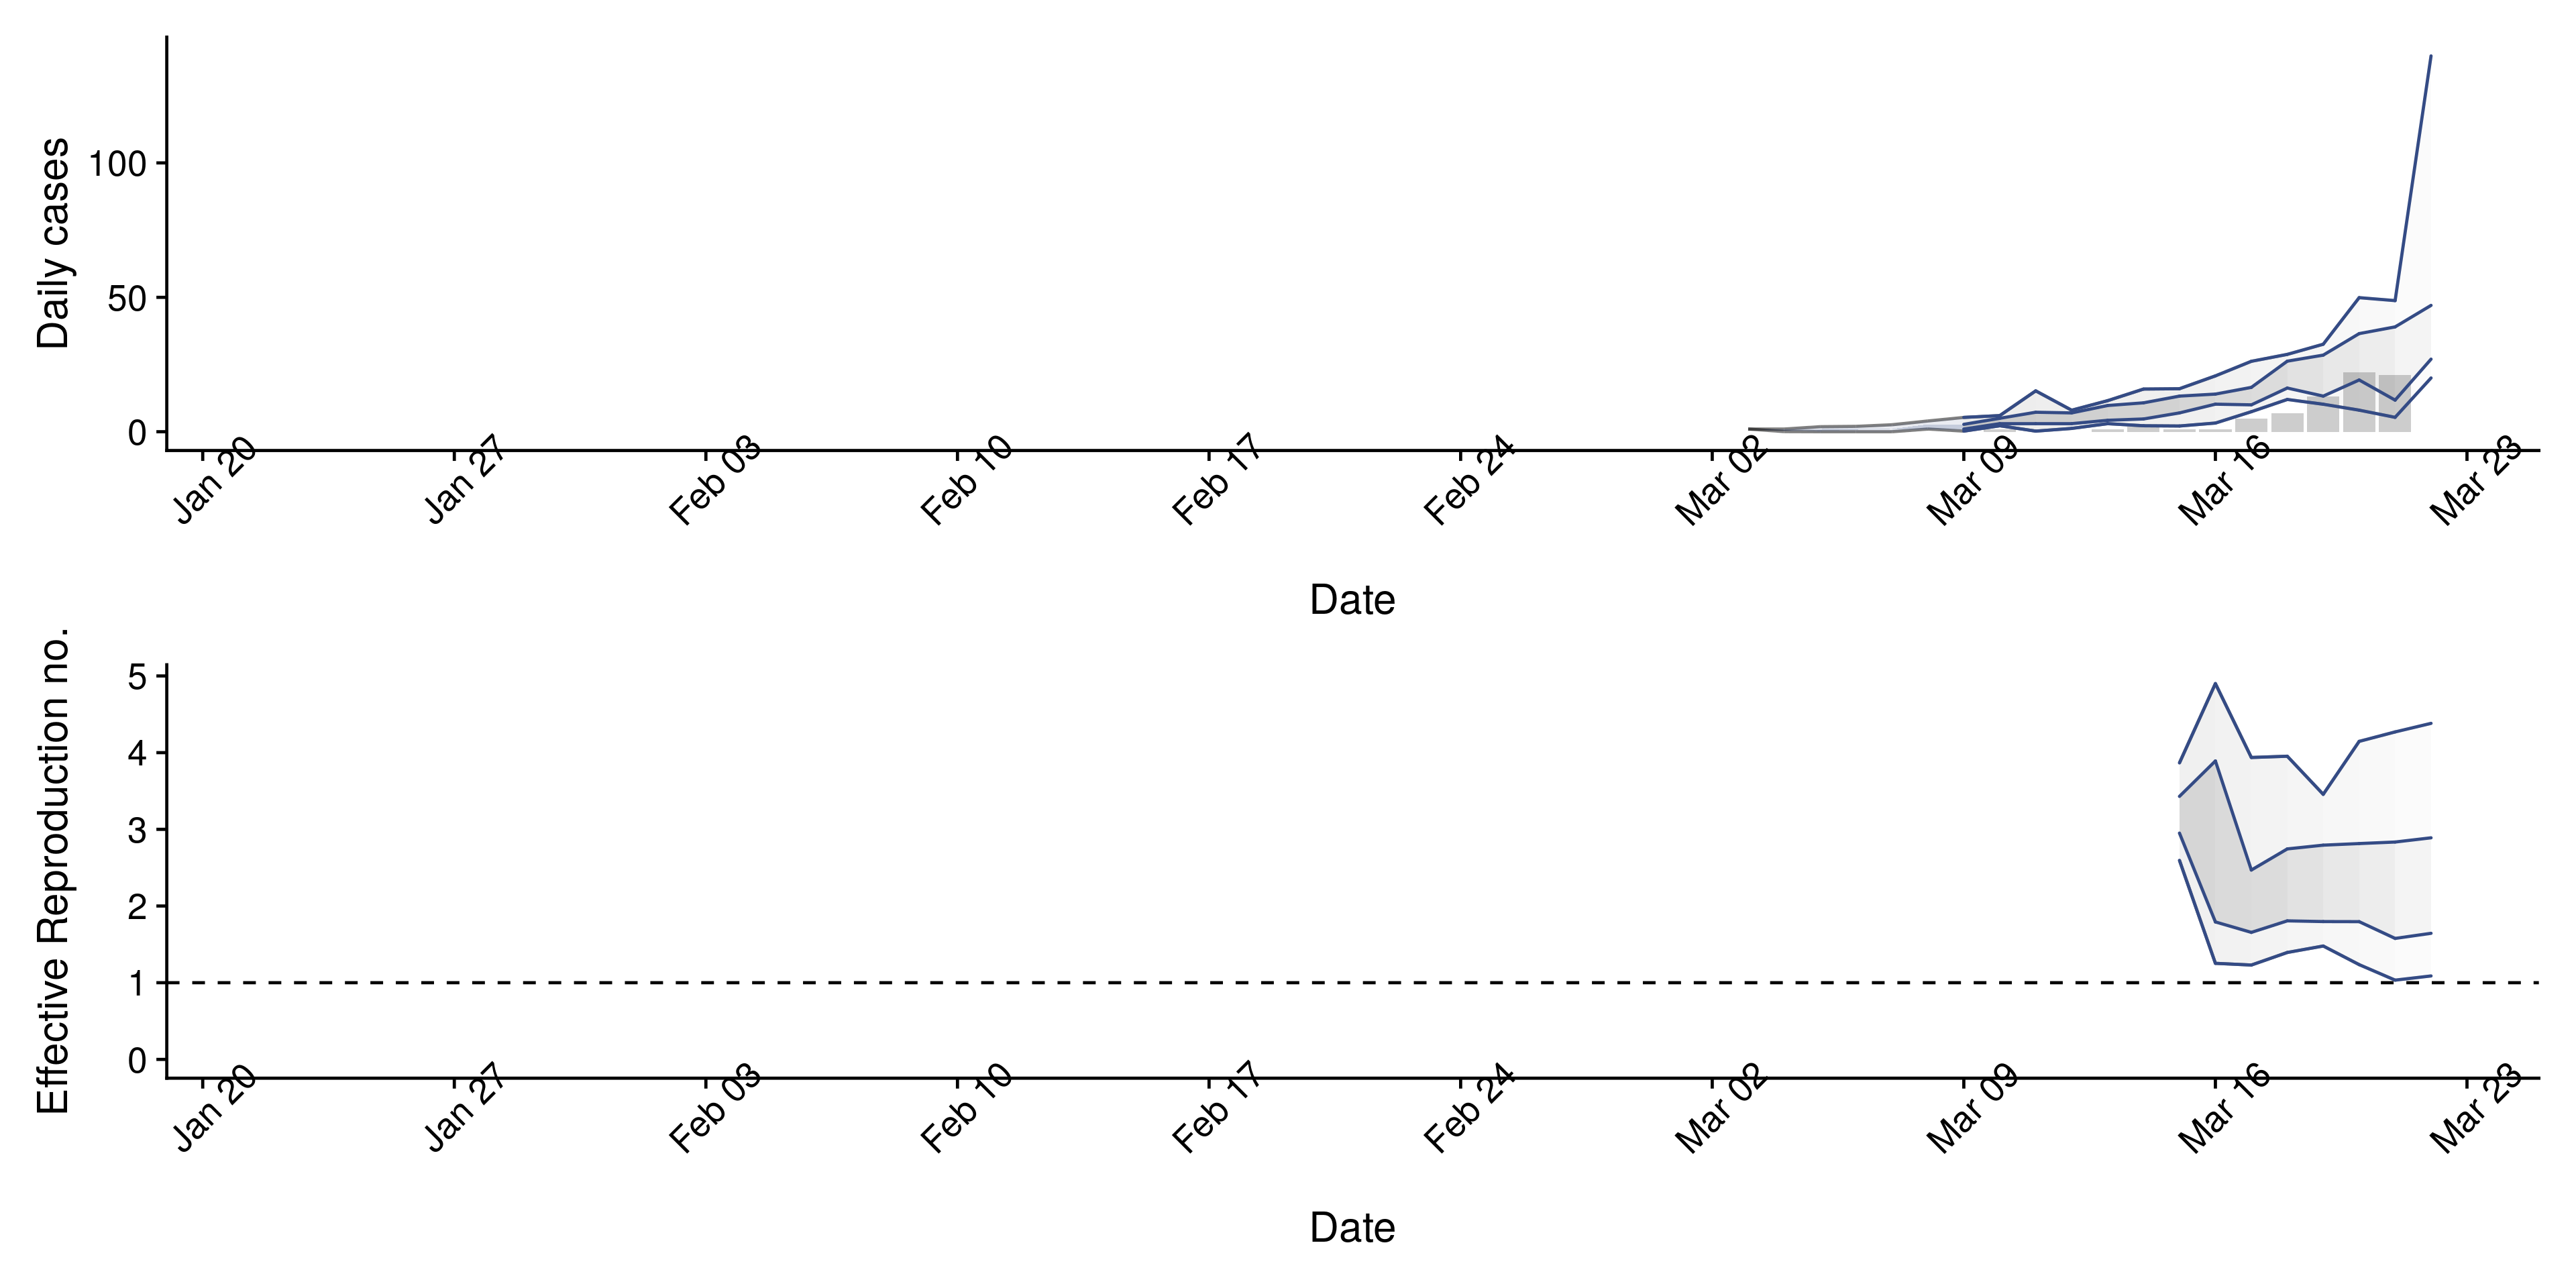 Daily cases
100
50
0
Jan 20
Jan 27
Feb 03
Feb 10
Feb 17
Feb 24
Mar 02
Mar 09
Mar 16
Mar 23
Date
Effective Reproduction no.
5
4
3
2
1
0
Jan 20
Jan 27
Feb 03
Feb 10
Feb 17
Feb 24
Mar 02
Mar 09
Mar 16
Mar 23
Date